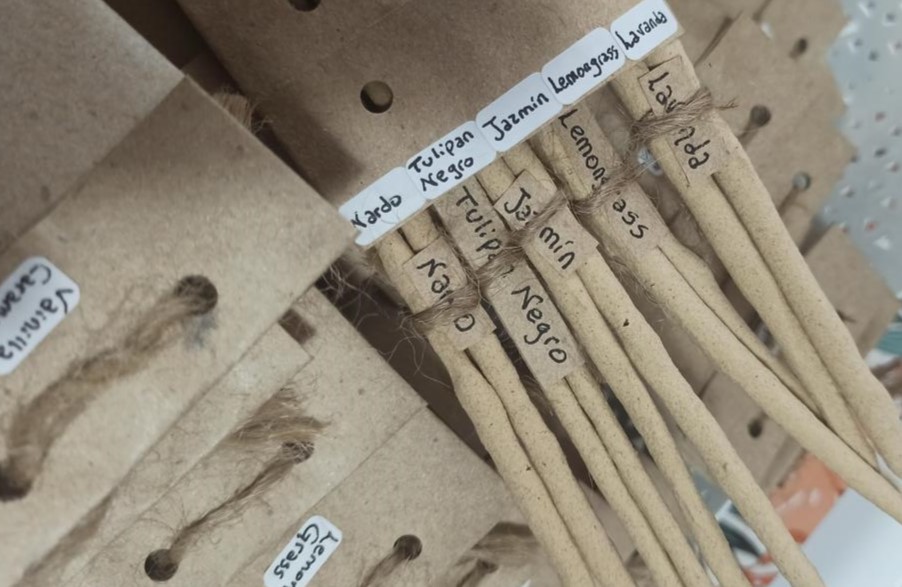 Nardo
Tulipan
Negro
Jazmin
Lemongrass
Lavanda
Nardo
Tulipan Negro
Jazmin
Lemongrass
Lavanda
Vainilla
Caram
Lemon
Grass